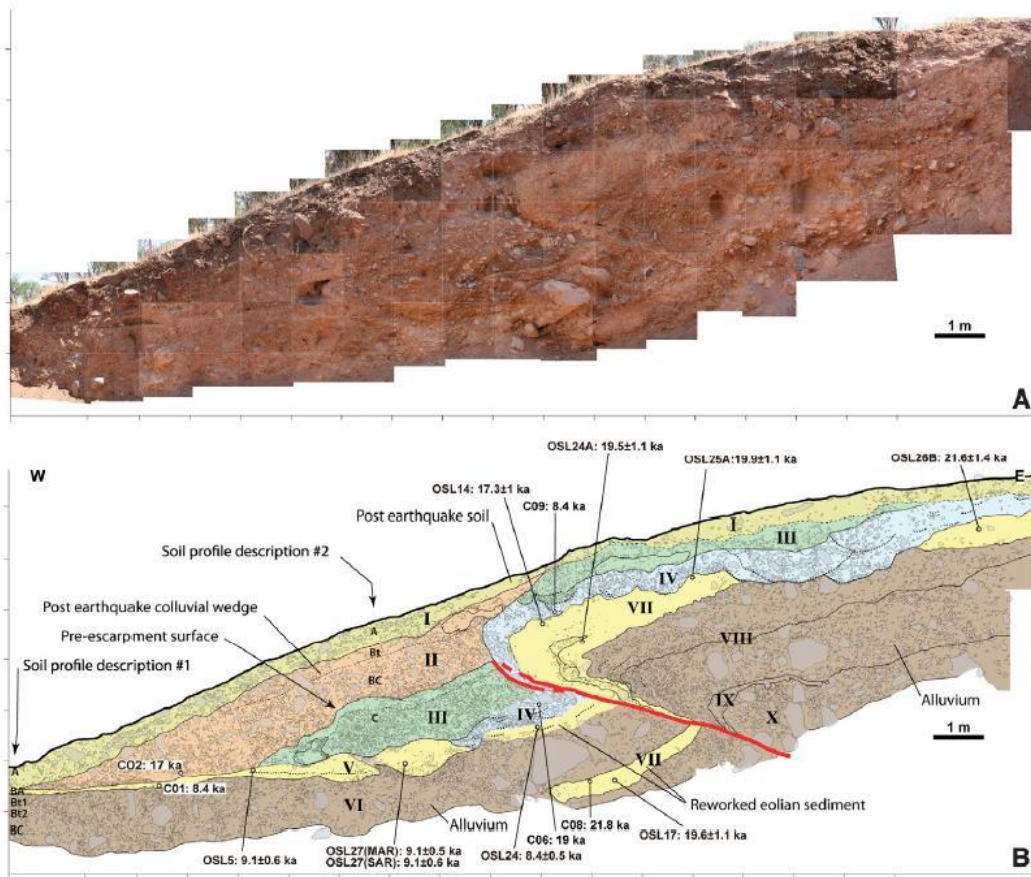 1 m
A
W
E
OSL24A: 19.5±1.1 ka
OSL25A:19.9±1.1 ka
OSL26B: 21.6±1.4 ka
OSL14: 17.3±1 ka
C09: 8.4 ka
Post earthquake soil
Soil profile description #2
Post earthquake colluvial wedge
Pre-escarpment surface
Soil profile description #1
I
III
IV
VII
VIII
IX
X
Alluvium
1 m
A
Bt
BC
C
I
II
III
IV
V
VI
VII
A
BA
Bt1
Bt2
BC
CO2: 17 ka
C01: 8.4 ka
Alluvium
Reworked eolian sediment
OSL5: 9.1±0.6 ka
OSL27(MAR): 9.1±0.5 ka
OSL27(SAR): 9.1±0.6 ka
C06: 19 ka
OSL24: 8.4±0.5 ka
C08: 21.8 ka
OSL17: 19.6±1.1 ka
B